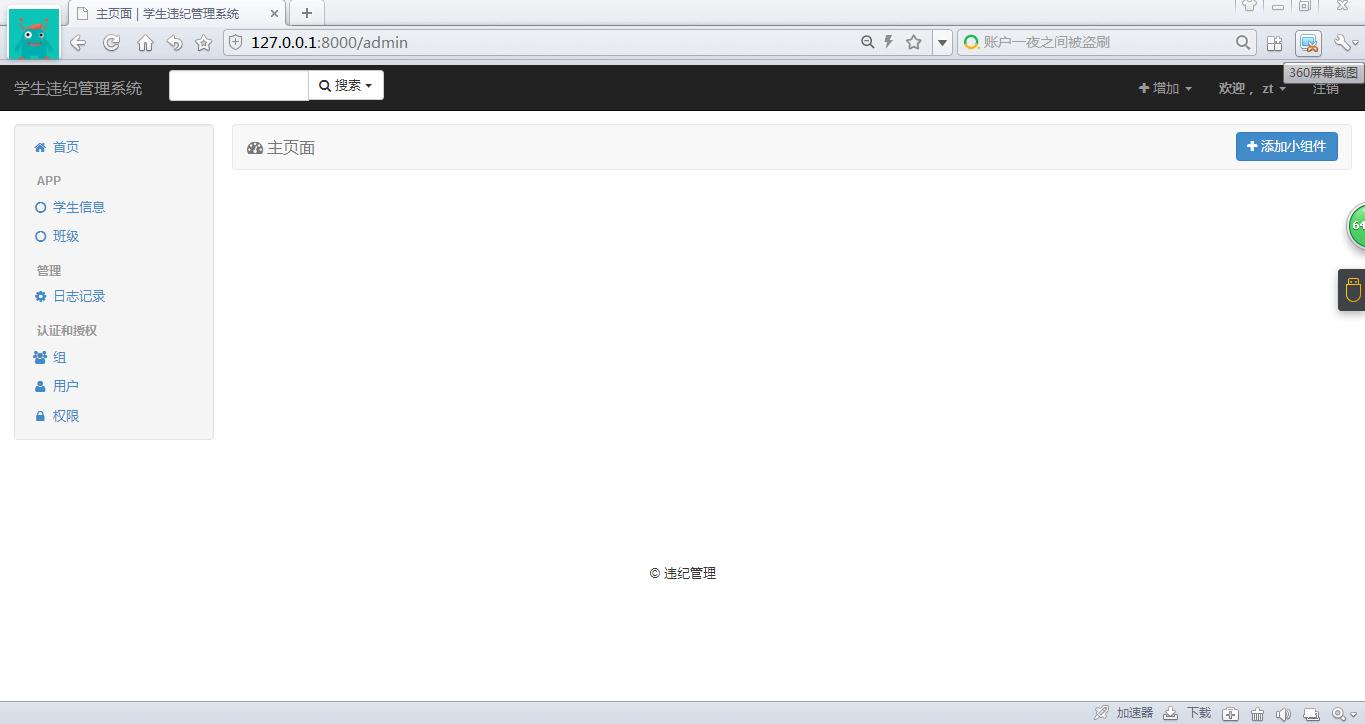 主页面 | 学生违纪管理系统
127.0.0.1:8000/admin
账户一夜之间被盗刷
360屏幕截图
学生违纪管理系统
搜索
增加
欢迎， zt
注销
首页
APP
学生信息
班级
管理
日志记录
认证和授权
组
用户
权限
主页面
添加小组件
64
© 违纪管理
加速器
下载